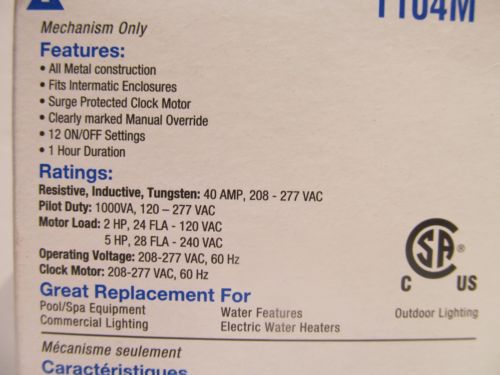 T104M
Mechanism Only
Features:
• All Metal construction
• Fits Intermatic Enclosures
• Surge Protected Clock Motor
• Clearly marked Manual Override
• 12 ON/OFF Settings
• 1 Hour Duration
Ratings:
Resistive, Inductive, Tungsten: 40 AMP, 208 - 277 VAC
Pilot Duty: 1000VA, 120 – 277 VAC
Motor Load: 2 HP, 24 FLA - 120 VAC
5 HP, 28 FLA - 240 VAC
Operating Voltage: 208-277 VAC, 60 Hz
Clock Motor: 208-277 VAC, 60 Hz
CSA®
C US
Great Replacement For
Pool/Spa Equipment Water Features Outdoor Lighting
Commercial Lighting Electric Water Heaters
Mécanisme seulement
Caractéristiques